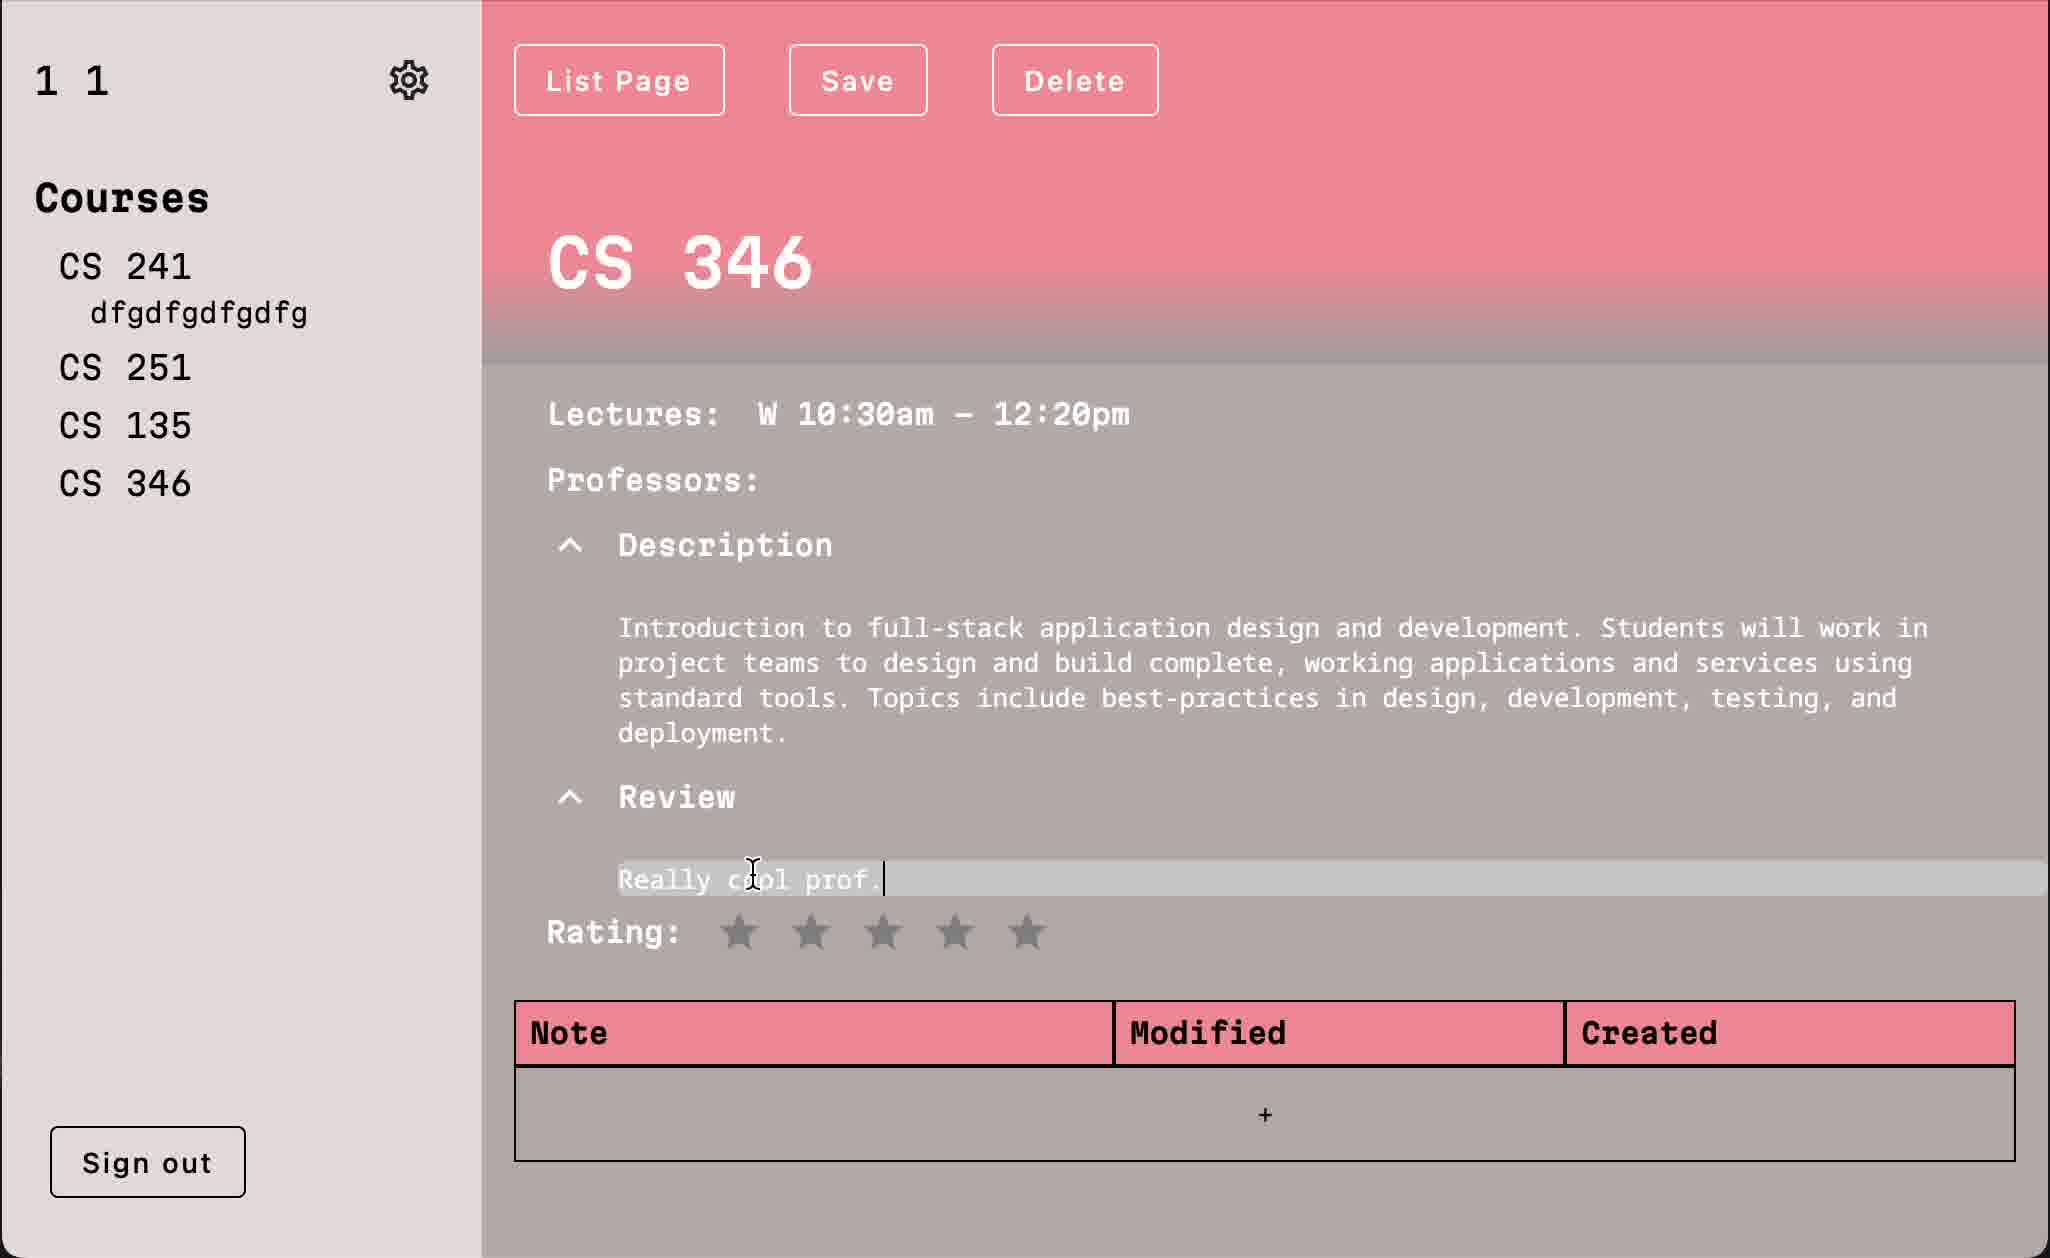 1 1
Courses
CS 241
dfgdfgdfgdfg
CS 251
CS 135
CS 346
Sign out
List Page
Save
Delete
CS 346
Lectures: W 10:30am - 12:20pm
Professors:
Description
Introduction to full-stack application design and development. Students will work in
project teams to design and build complete, working applications and services using
standard tools. Topics include best-practices in design, development, testing, and
deployment.
Review
Really cool prof.
Rating:
Note Modified Created
+